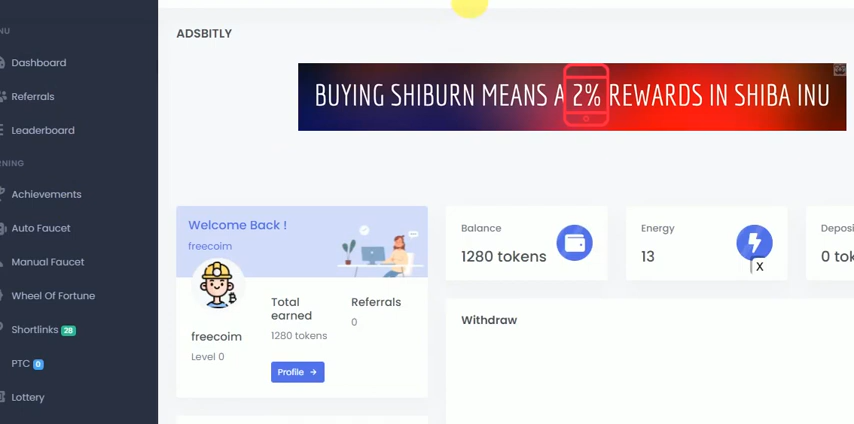 NU
Dashboard
Referrals
Leaderboard
RNING
Achievements
Auto Faucet
Manual Faucet
Wheel Of Fortune
Shortlinks 28
PTC 0
Lottery
ADSBITLY
BUYING SHIBURN MEANS A 2% REWARDS IN SHIBA INU
Welcome Back !
freecoim
freecoim
Level 0
Total
earned
1280 tokens
Referrals
0
Profile →
Balance
1280 tokens
Energy
13
X
Deposi
0 tok
Withdraw